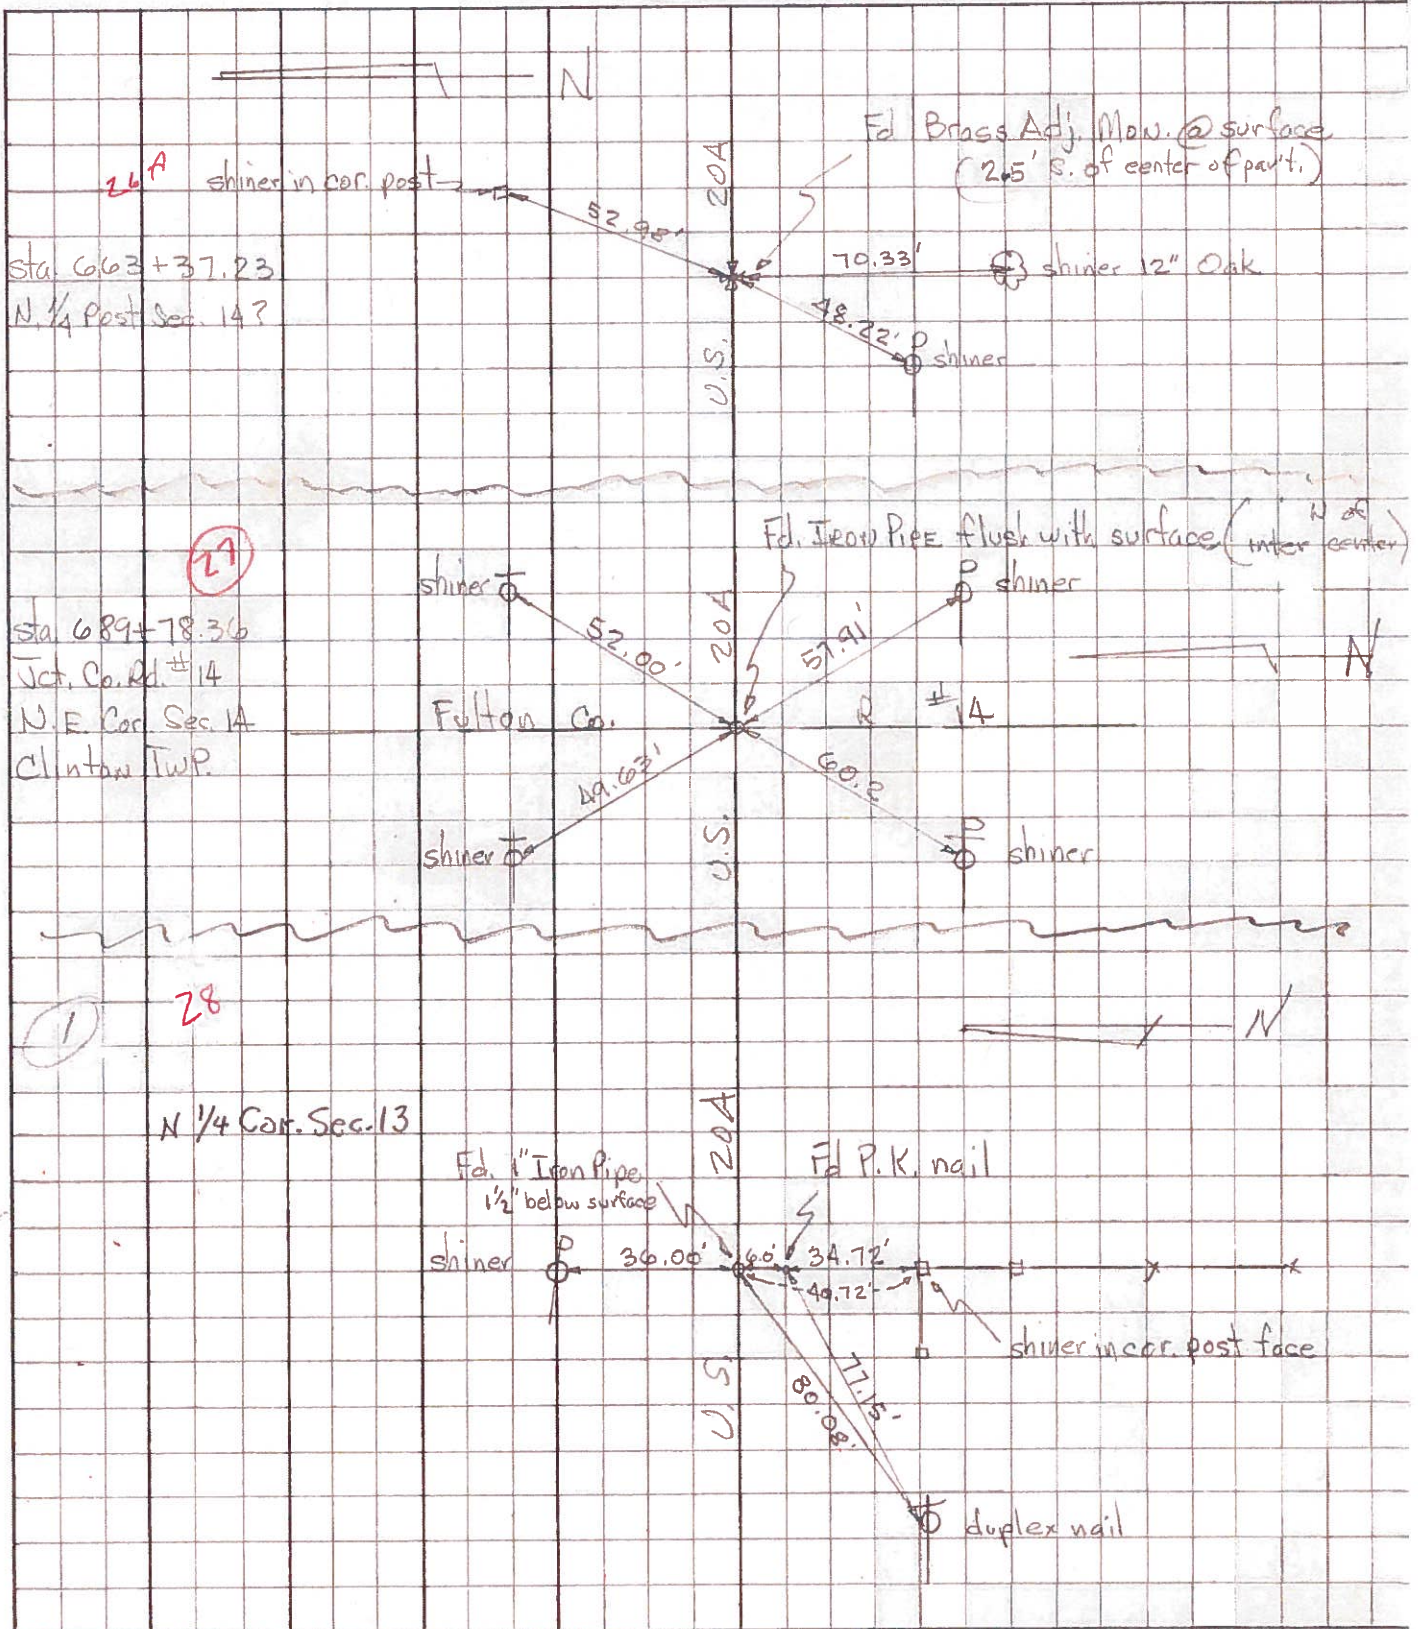 N
Fd Brass Adj. Mon. @ surface
(2.5' S. of center of pav't.)
26A
shiner in cor. post
20A
52.98'
sta. 663+37.23
N. 1/4 Post Sec. 14?
70.33'
shiner 12" Oak
48.22'
P
shiner
U.S.
Fd. Iron Pipe flush with surface (N of inter center)
27
shiner T
P shiner
sta. 689+78.36
Jct. Co. Rd. #14
N.E. Cor. Sec. 14
Clinton Twp.
52.00'
20A
57.91'
N
Fulton Co. R #14
49.63'
60.2
U.S.
shiner T
P shiner
1
28
N
N 1/4 Cor. Sec. 13
20A
Fd. 1" Iron Pipe
1 1/2" below surface
Fd P.K. nail
shiner
P
36.00'
6.0'
34.72'
40.72'
shiner in cor. post face
U.S.
77.15'
80.08'
T
duplex nail